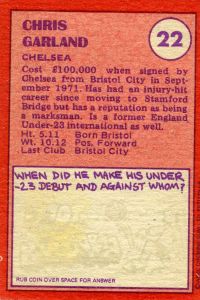 CHRIS
GARLAND
22
CHELSEA
Cost £100,000 when signed by
Chelsea from Bristol City in Sept-
ember 1971. Has had an injury-hit
career since moving to Stamford
Bridge but has a reputation as being
a marksman. Is a former England
Under-23 international as well.
Ht. 5.11 Born Bristol
Wt. 10.12 Pos. Forward
Last Club Bristol City
WHEN DID HE MAKE HIS UNDER
-23 DEBUT AND AGAINST WHOM?
RUB COIN OVER SPACE FOR ANSWER